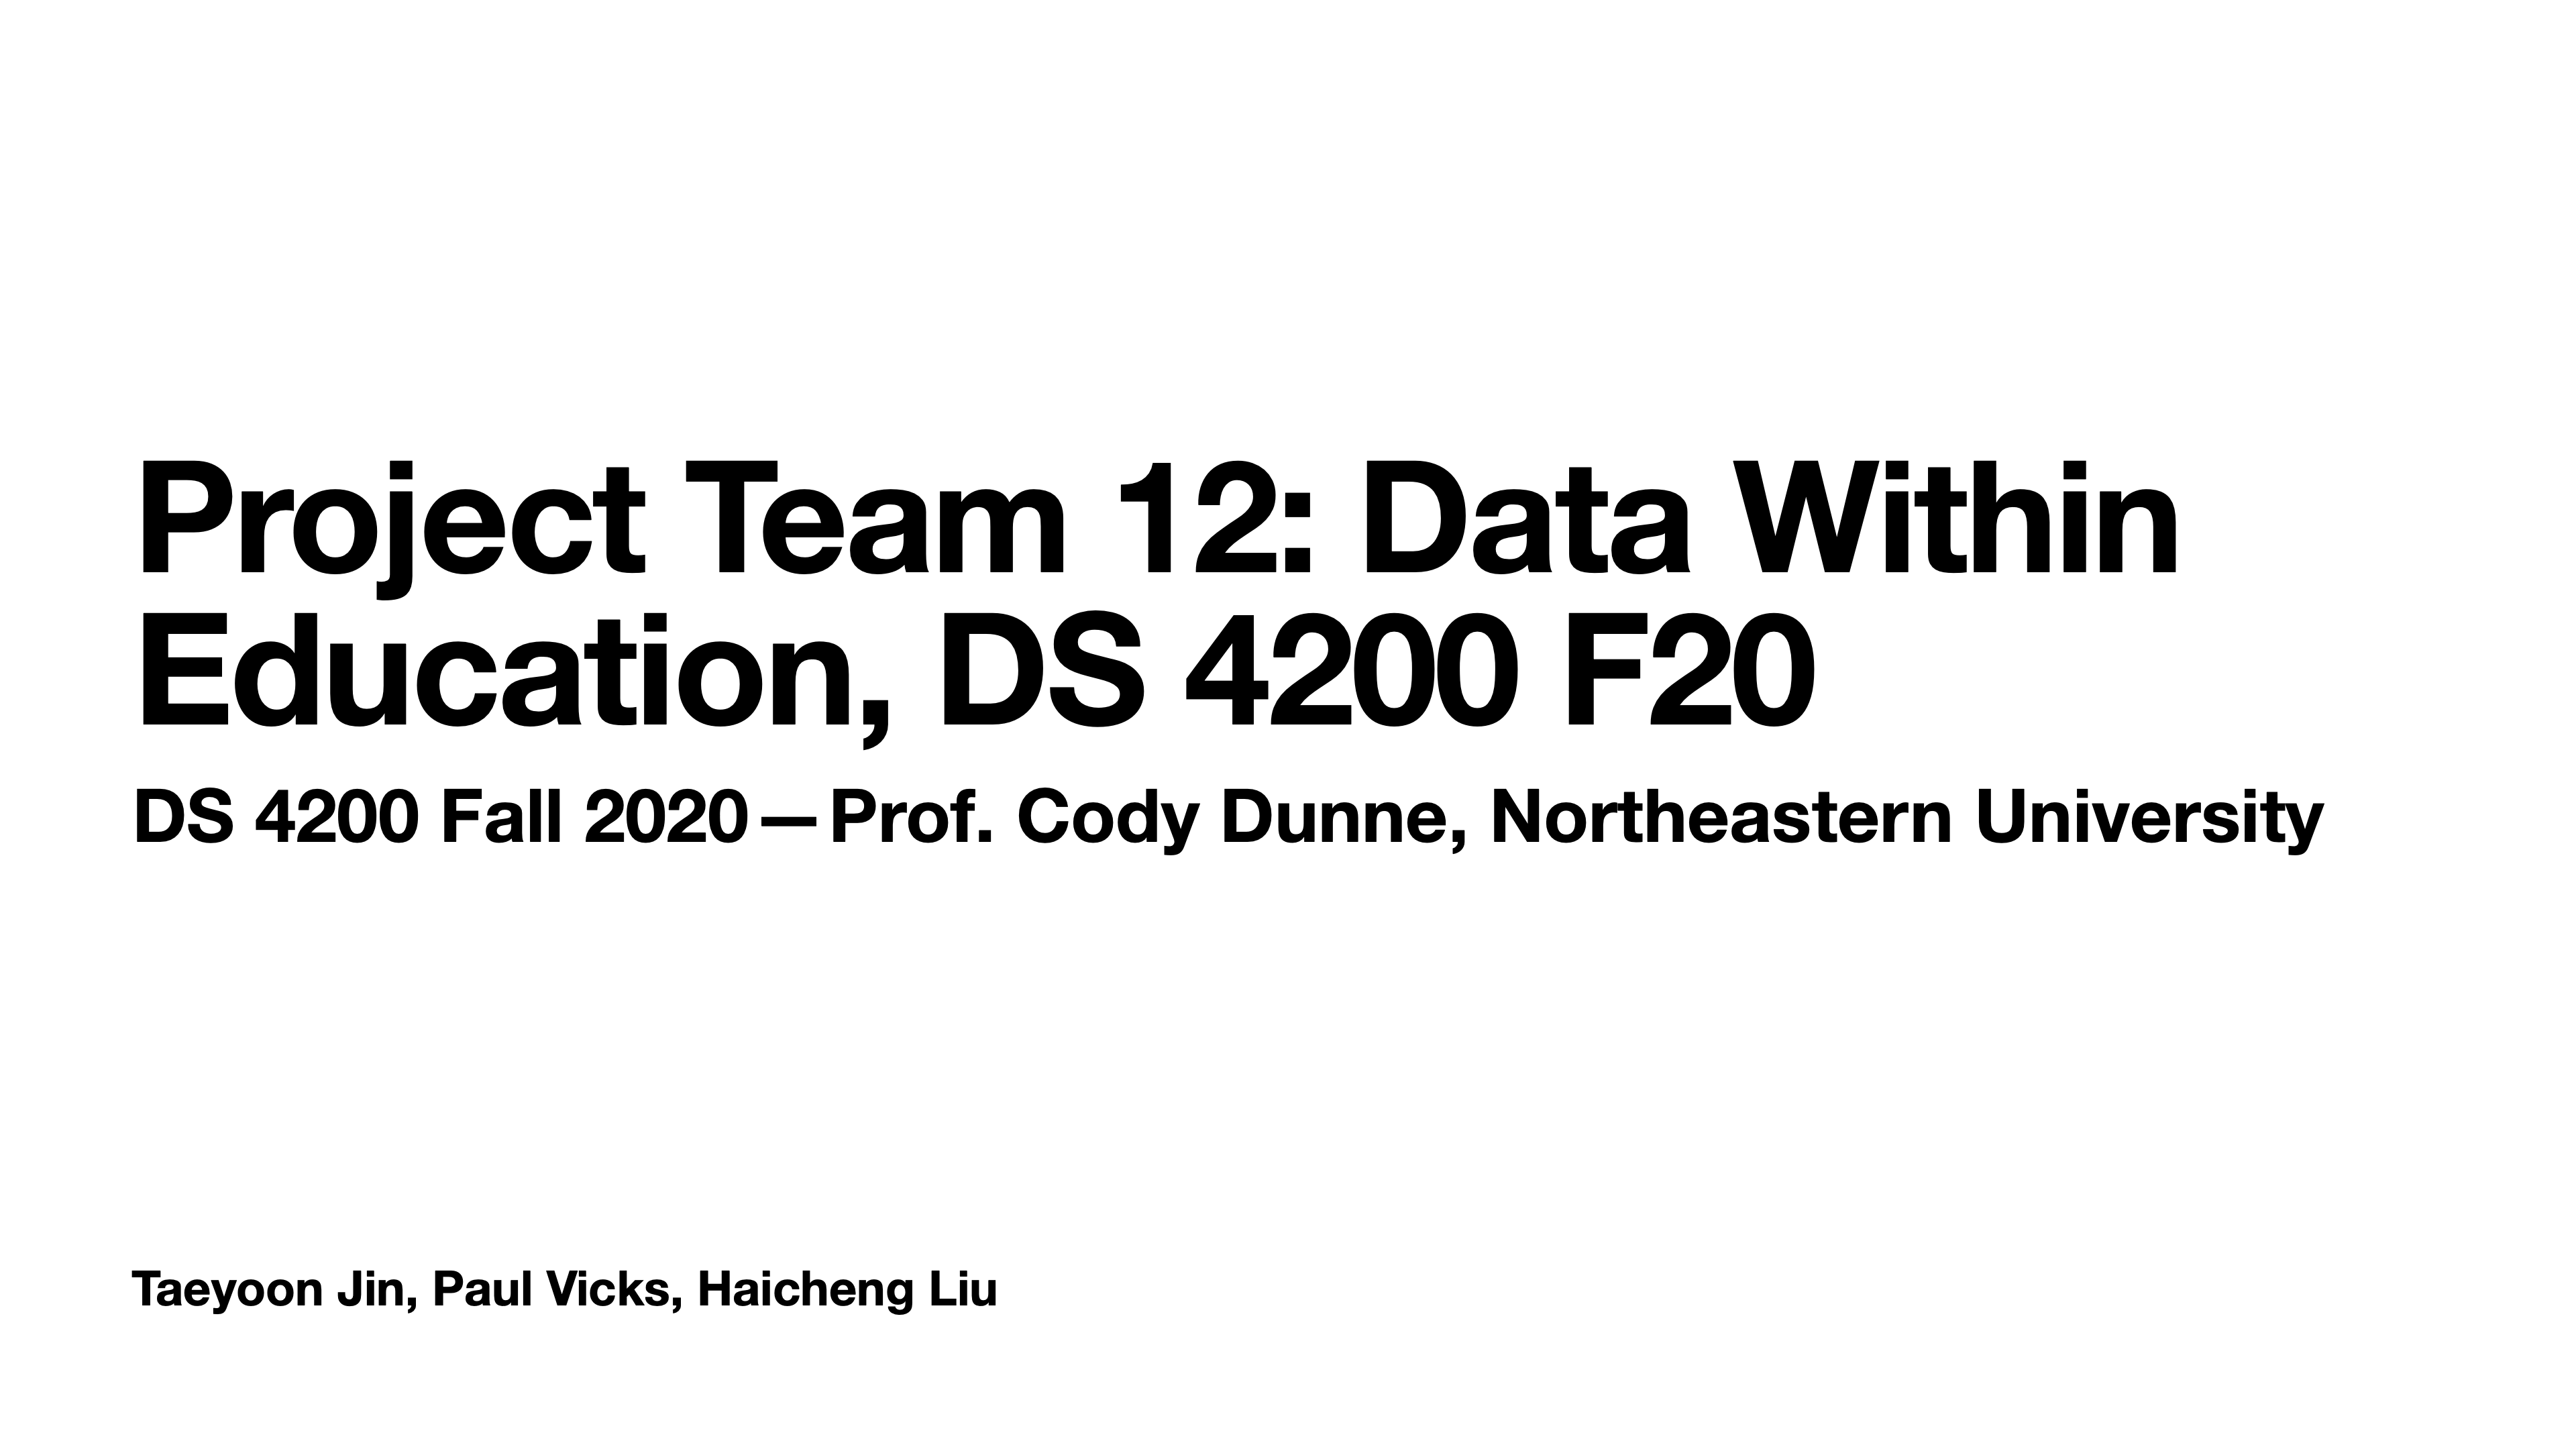 Project Team 12: Data Within
Education, DS 4200 F20
DS 4200 Fall 2020—Prof. Cody Dunne, Northeastern University
Taeyoon Jin, Paul Vicks, Haicheng Liu